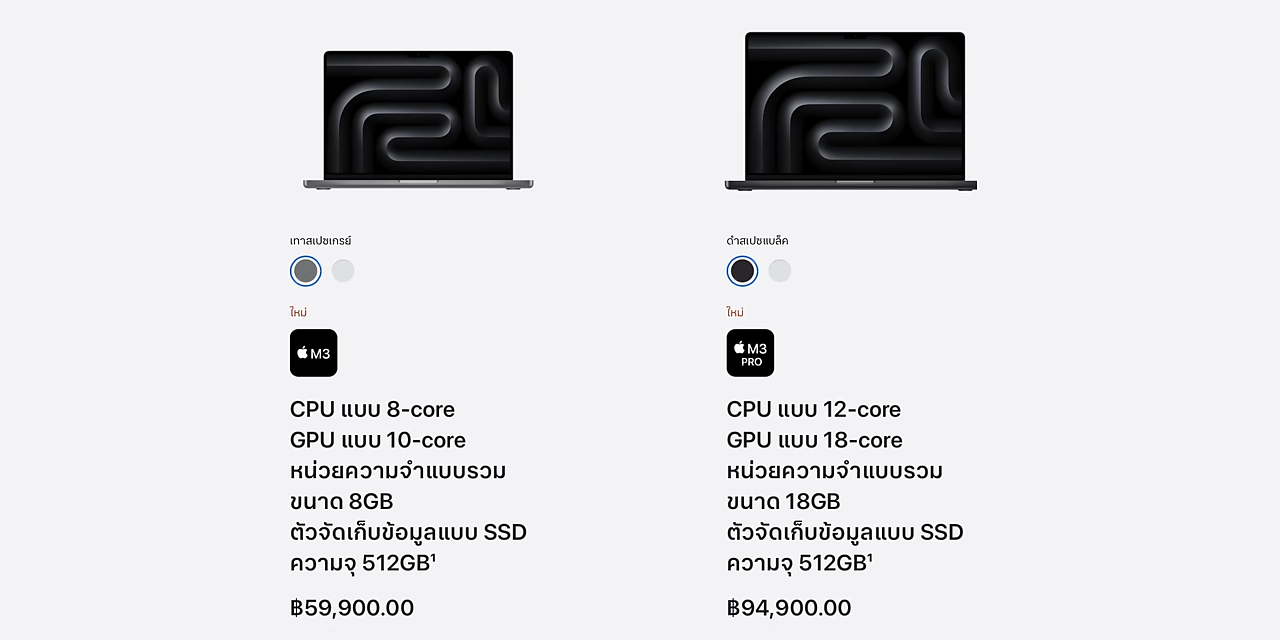 เทาสเปซเกรย์
ใหม่
M3
CPU แบบ 8-core
GPU แบบ 10-core
หน่วยความจำแบบรวม
ขนาด 8GB
ตัวจัดเก็บข้อมูลแบบ SSD
ความจุ 512GB¹
฿59,900.00
ดำสเปซแบล็ค
ใหม่
M3
PRO
CPU แบบ 12-core
GPU แบบ 18-core
หน่วยความจำแบบรวม
ขนาด 18GB
ตัวจัดเก็บข้อมูลแบบ SSD
ความจุ 512GB¹
฿94,900.00